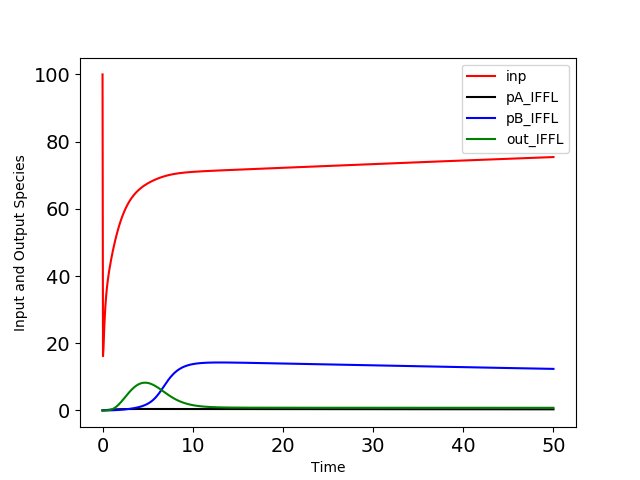 100
80
60
40
20
0
Input and Output Species
inp
pA_IFFL
pB_IFFL
out_IFFL
0 10 20 30 40 50
Time